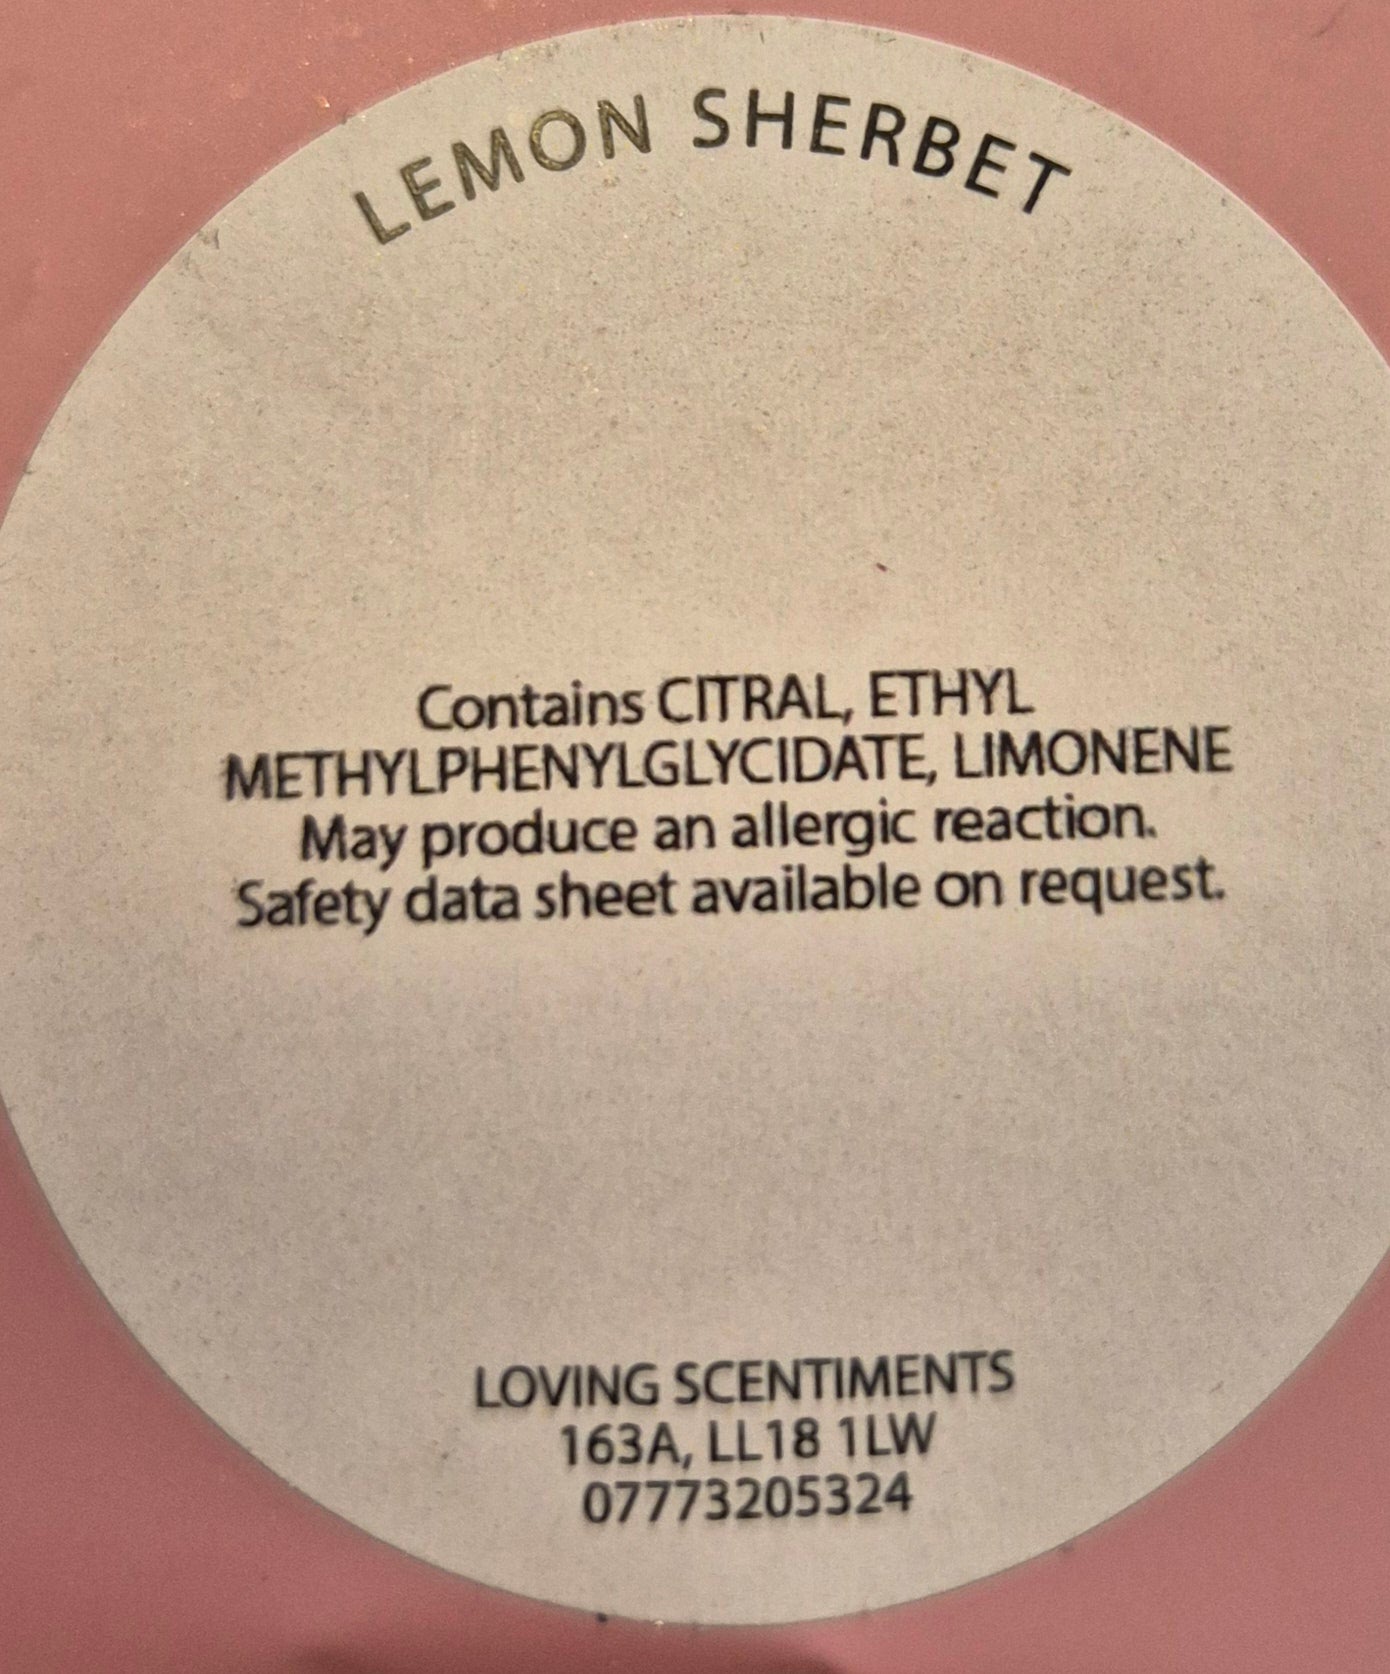 LEMON SHERBET
Contains CITRAL, ETHYL
METHYLPHENYLGLYCIDATE, LIMONENE
May produce an allergic reaction.
Safety data sheet available on request.
LOVING SCENTIMENTS
163A, LL18 1LW
07773205324